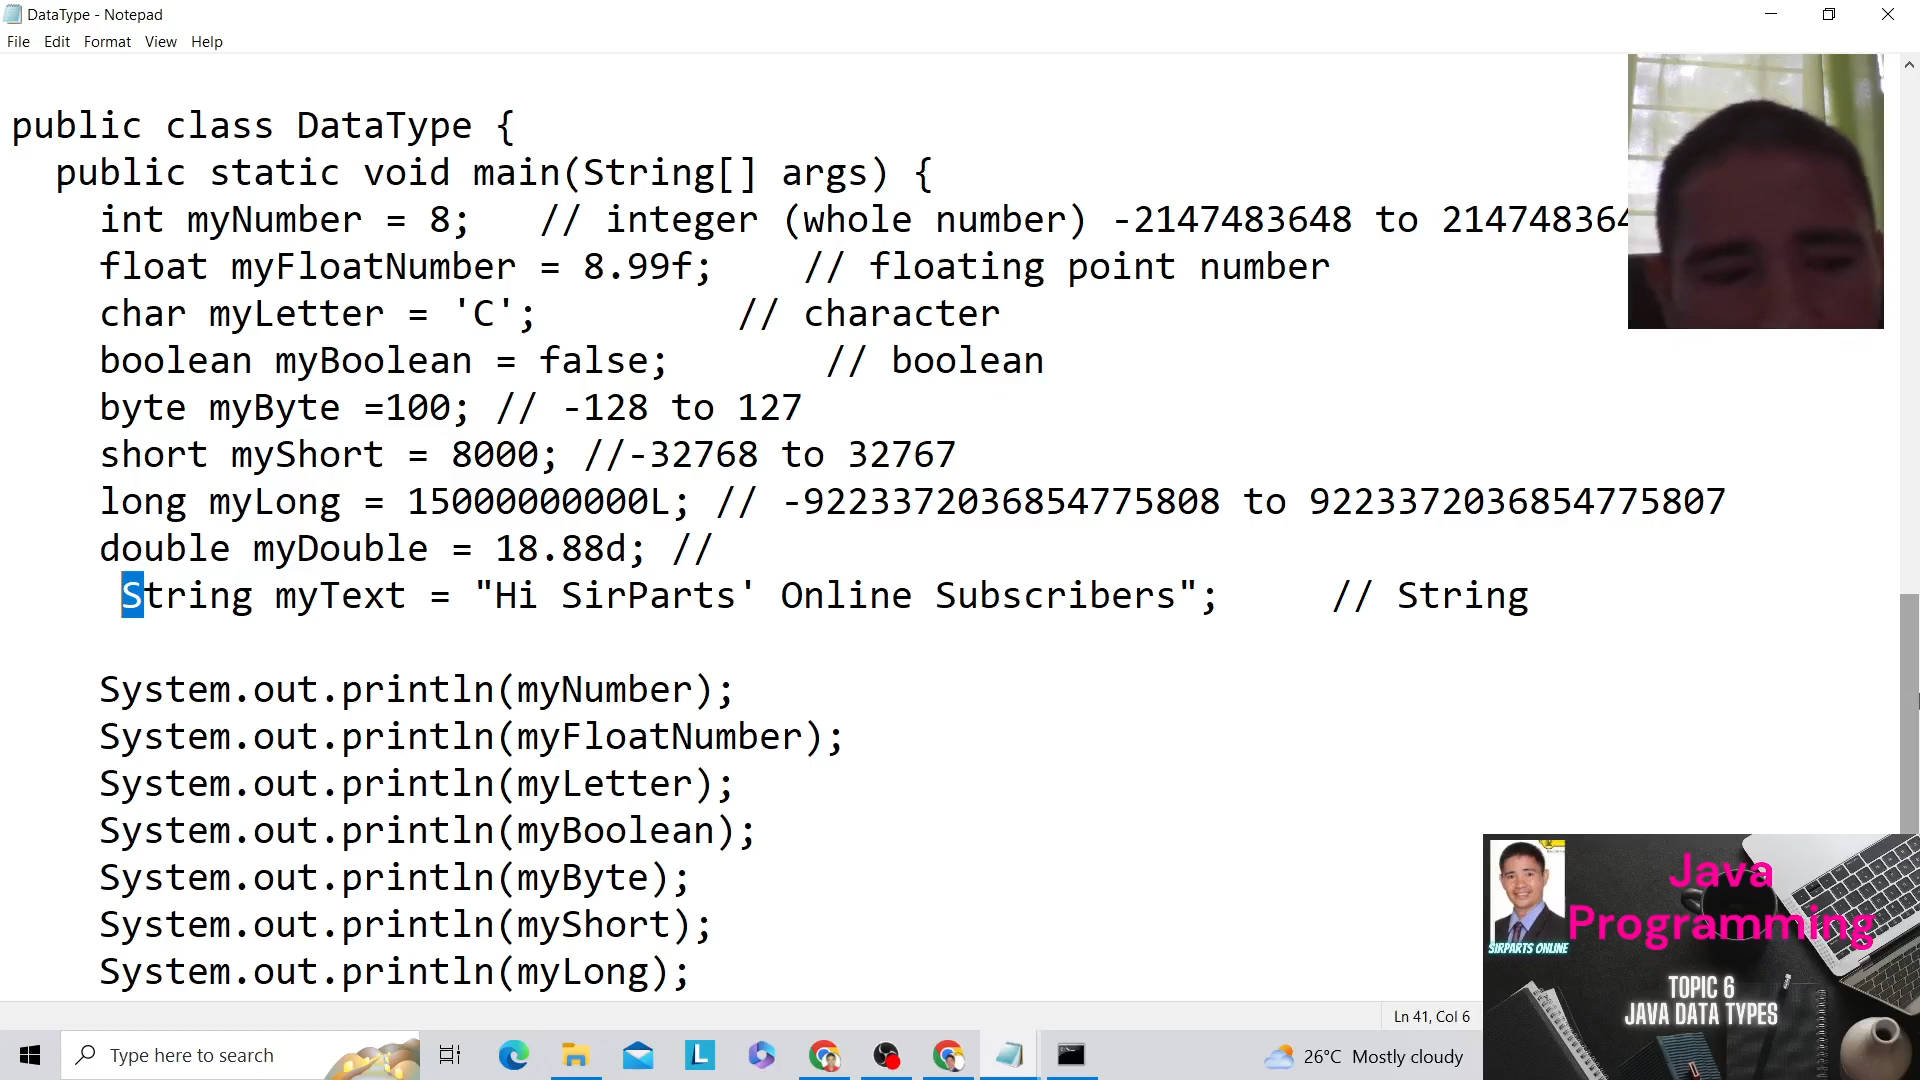 DataType - Notepad
File Edit Format View Help
public class DataType {
public static void main(String[] args) {
int myNumber = 8; // integer (whole number) -2147483648 to 214748364
float myFloatNumber = 8.99f; // floating point number
char myLetter = 'C'; // character
boolean myBoolean = false; // boolean
byte myByte =100; // -128 to 127
short myShort = 8000; //-32768 to 32767
long myLong = 15000000000L; // -9223372036854775808 to 9223372036854775807
double myDouble = 18.88d; //
String myText = "Hi SirParts' Online Subscribers"; // String
System.out.println(myNumber);
System.out.println(myFloatNumber);
System.out.println(myLetter);
System.out.println(myBoolean);
System.out.println(myByte);
System.out.println(myShort);
System.out.println(myLong);
Java
Programming
SIRPARTS ONLINE
TOPIC 6
JAVA DATA TYPES
Ln 41, Col 6
Type here to search
L
26°C Mostly cloudy